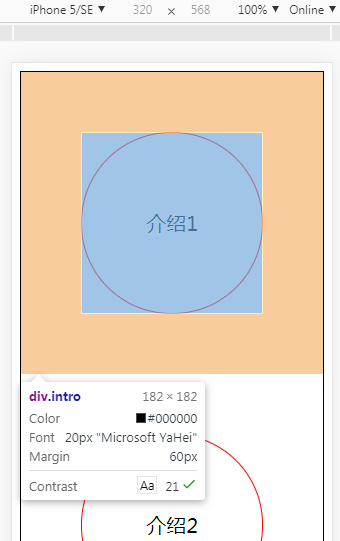 iPhone 5/SE ▼ 320 × 568 100% ▼ Online ▼
介绍1
div.intro 182 × 182
Color #000000
Font 20px "Microsoft YaHei"
Margin 60px
Contrast Aa 21 ✓
介绍2